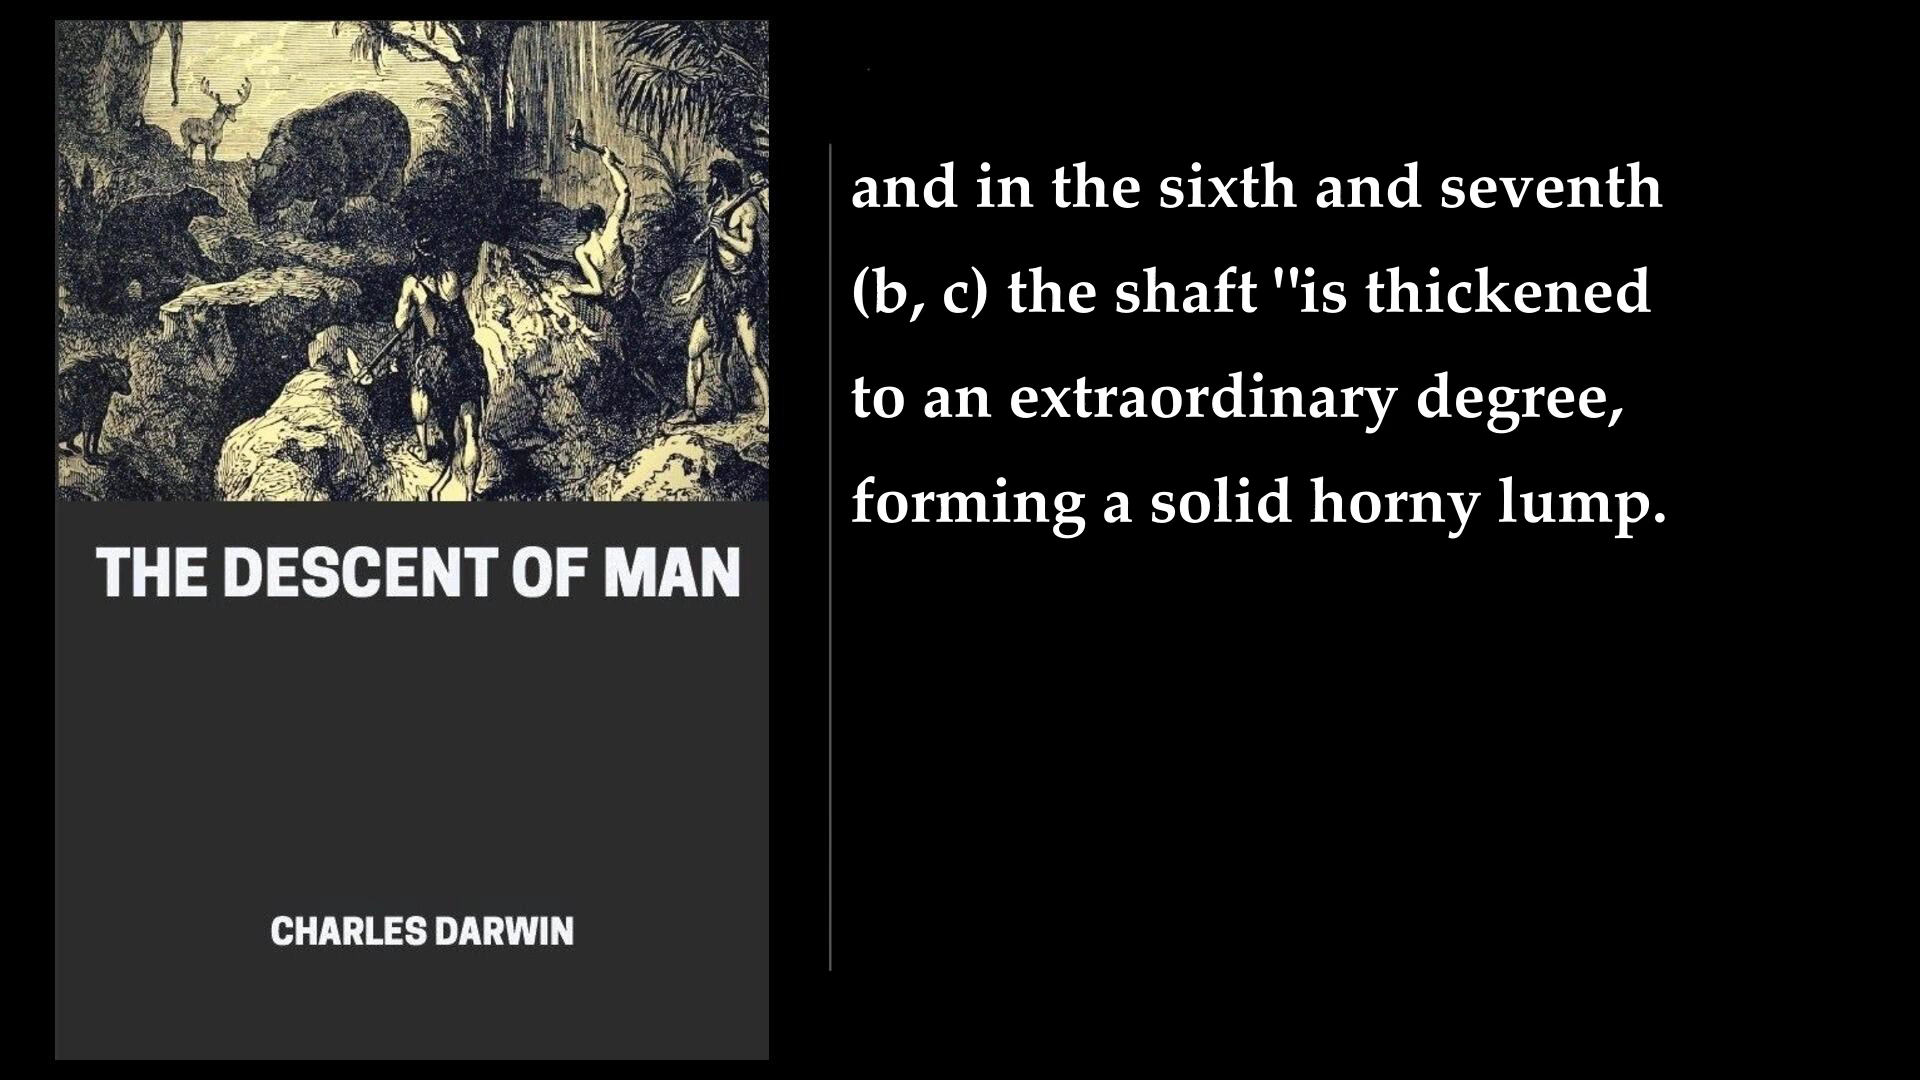 THE DESCENT OF MAN
CHARLES DARWIN
and in the sixth and seventh
(b, c) the shaft "is thickened
to an extraordinary degree,
forming a solid horny lump.